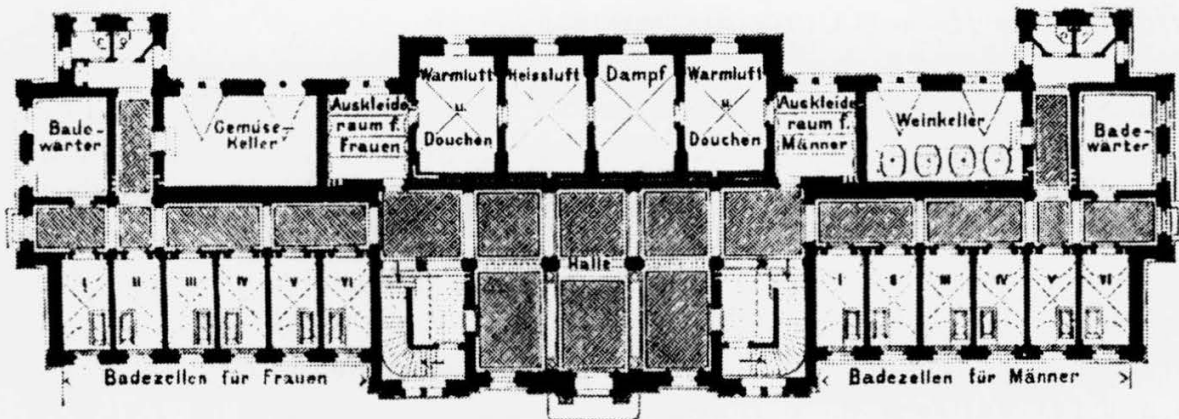 Bade-
wärter
Gemüse-
Keller
Auskleide
raum f.
Frauen
Warmluft
u.
Douchen
Heissluft
Dampf
Warmluft
u.
Douchen
Auskleide
raum f.
Männer
Weinkeller
Bade-
wärter
Halle
I II III IV V VI
I II III IV V VI
Badezellen für Frauen
Badezellen für Männer